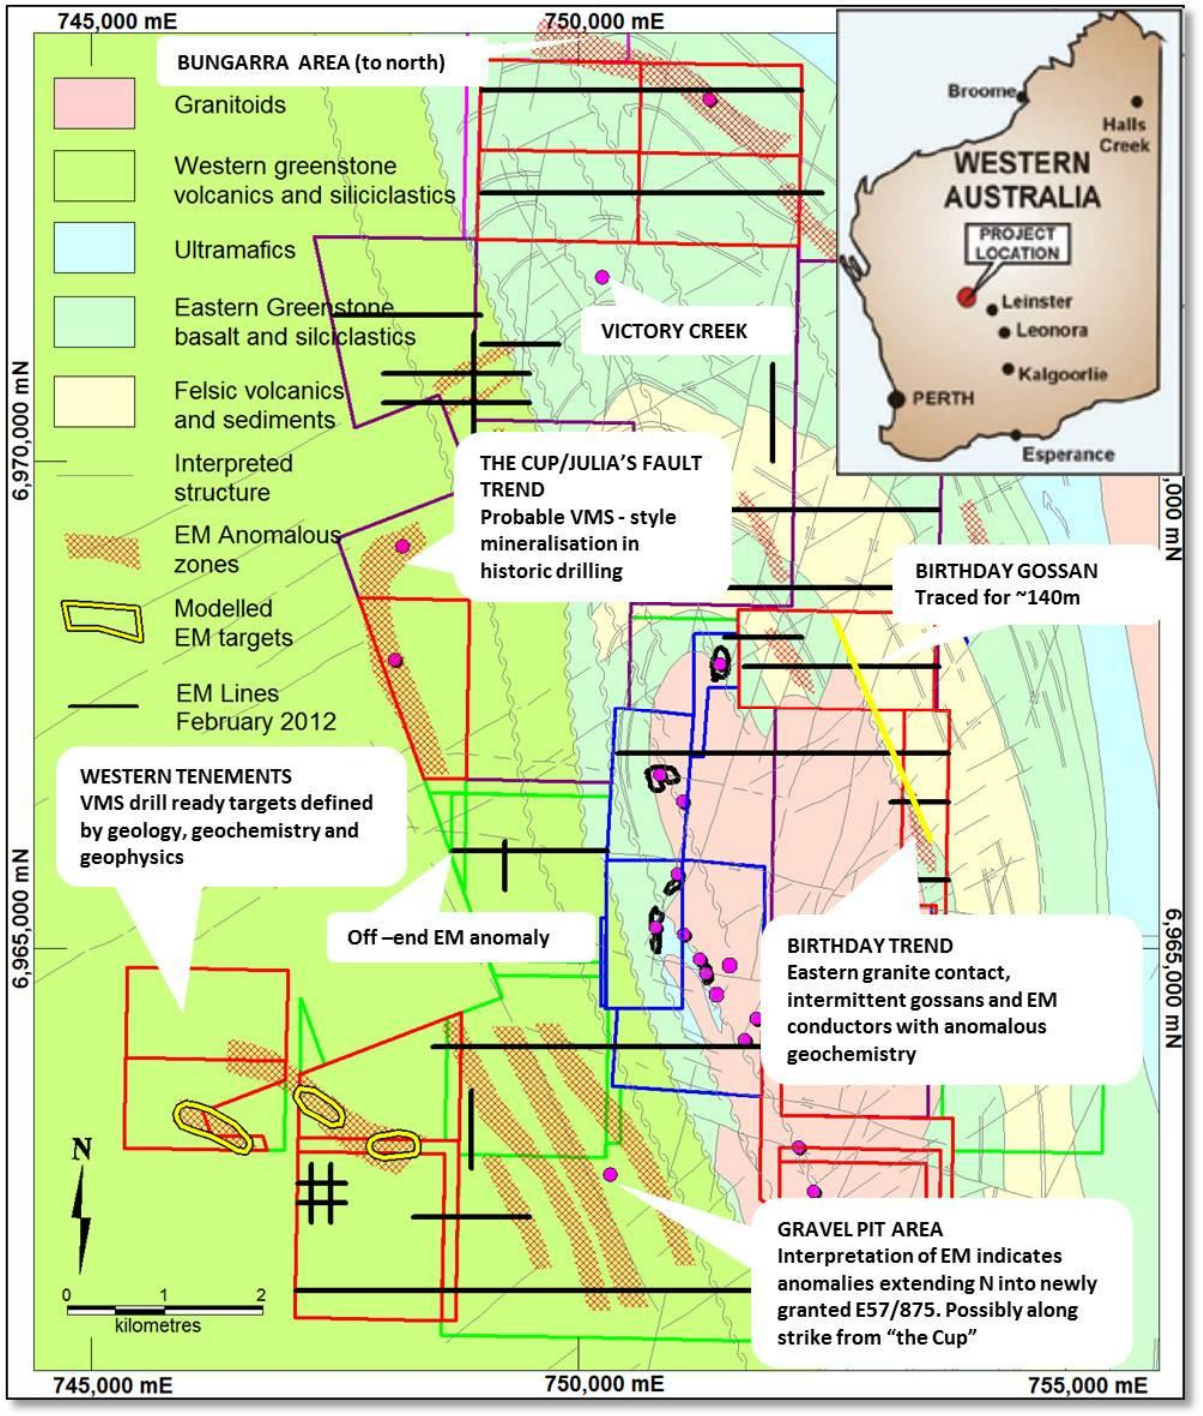 745,000 mE
750,000 mE
BUNGARRA AREA (to north)
Granitoids
Western greenstone
volcanics and siliciclastics
Ultramafics
Eastern Greenstone
basalt and silciclastics
Felsic volcanics
and sediments
Interpreted
structure
EM Anomalous
zones
Modelled
EM targets
EM Lines
February 2012
Broome
Halls
Creek
WESTERN
AUSTRALIA
PROJECT
LOCATION
Leinster
Leonora
Kalgoorlie
PERTH
Esperance
VICTORY CREEK
6,970,000 mN
,000 mN
THE CUP/JULIA'S FAULT
TREND
Probable VMS - style
mineralisation in
historic drilling
BIRTHDAY GOSSAN
Traced for ~140m
WESTERN TENEMENTS
VMS drill ready targets defined
by geology, geochemistry and
geophysics
Off –end EM anomaly
6,965,000 mN
6,965,000 mN
BIRTHDAY TREND
Eastern granite contact,
intermittent gossans and EM
conductors with anomalous
geochemistry
N
GRAVEL PIT AREA
Interpretation of EM indicates
anomalies extending N into newly
granted E57/875. Possibly along
strike from “the Cup”
0 1 2
kilometres
745,000 mE
750,000 mE
755,000 mE